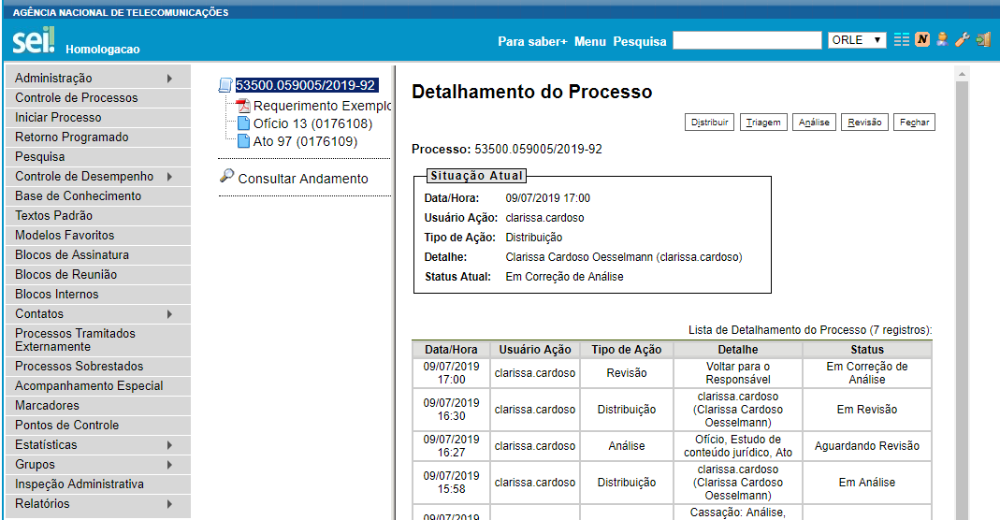 AGÊNCIA NACIONAL DE TELECOMUNICAÇÕES
sei! Homologacao
Para saber+ Menu Pesquisa ORLE N
Administração
Controle de Processos
Iniciar Processo
Retorno Programado
Pesquisa
Controle de Desempenho
Base de Conhecimento
Textos Padrão
Modelos Favoritos
Blocos de Assinatura
Blocos de Reunião
Blocos Internos
Contatos
Processos Tramitados
Externamente
Processos Sobrestados
Acompanhamento Especial
Marcadores
Pontos de Controle
Estatísticas
Grupos
Inspeção Administrativa
Relatórios
53500.059005/2019-92
Requerimento Exemplo
Ofício 13 (0176108)
Ato 97 (0176109)
Consultar Andamento
Detalhamento do Processo
Distribuir Triagem Análise Revisão Fechar
Processo: 53500.059005/2019-92
Situação Atual
Data/Hora: 09/07/2019 17:00
Usuário Ação: clarissa.cardoso
Tipo de Ação: Distribuição
Detalhe: Clarissa Cardoso Oesselmann (clarissa.cardoso)
Status Atual: Em Correção de Análise
Lista de Detalhamento do Processo (7 registros):
Data/Hora Usuário Ação Tipo de Ação Detalhe Status
09/07/2019
17:00
clarissa.cardoso
Revisão
Voltar para o
Responsável
Em Correção de
Análise
09/07/2019
16:30
clarissa.cardoso
Distribuição
clarissa.cardoso
(Clarissa Cardoso
Oesselmann)
Em Revisão
09/07/2019
16:27
clarissa.cardoso
Análise
Ofício, Estudo de
conteúdo jurídico, Ato
Aguardando Revisão
09/07/2019
15:58
clarissa.cardoso
Distribuição
clarissa.cardoso
(Clarissa Cardoso
Oesselmann)
Em Análise
09/07/2019
Cassação: Análise,